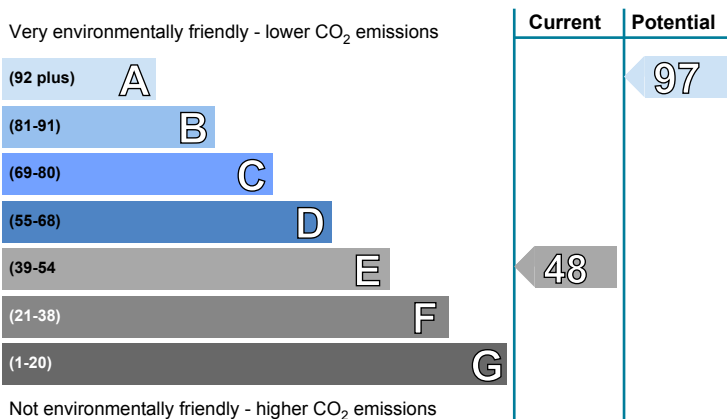 Current Potential
Very environmentally friendly - lower CO2 emissions
(92 plus) A 97
(81-91) B
(69-80) C
(55-68) D
(39-54 E 48
(21-38) F
(1-20) G
Not environmentally friendly - higher CO2 emissions